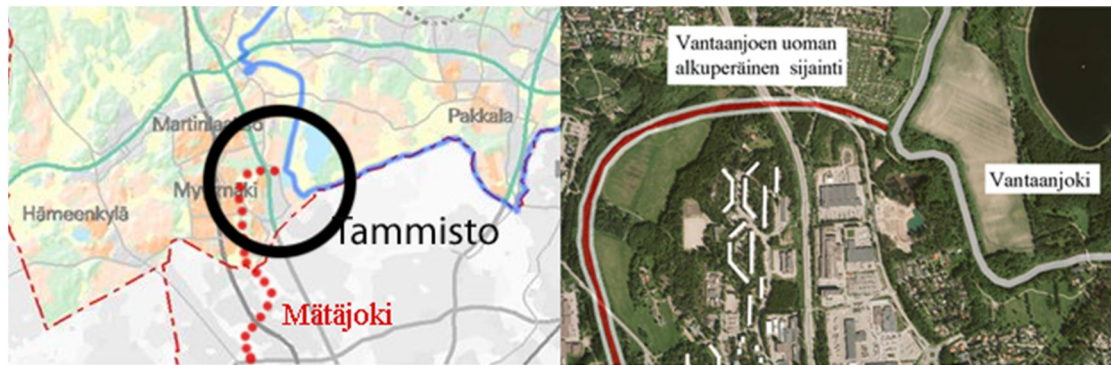 Martinlaakso
Pakkala
Myyrmäki
Hämeenkylä
Tammisto
Mätäjoki
Vantaanjoen uoman
alkuperäinen sijainti
Vantaanjoki